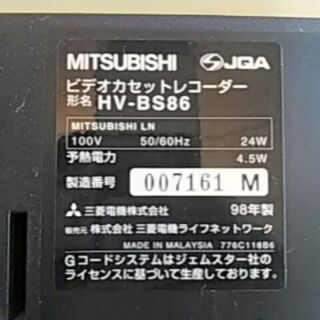 MITSUBISHI JQA
ビデオカセットレコーダー
形名 HV-BS86
MITSUBISHI LN
100V 50/60Hz 24W
予熱電力 4.5W
製造番号 007161 M
三菱電機株式会社 98年製
販売元 株式会社 三菱電機ライフネットワーク
MADE IN MALAYSIA 776C118B6
Gコードシステムはジェムスター社の
ライセンスに基づいて生産しております。